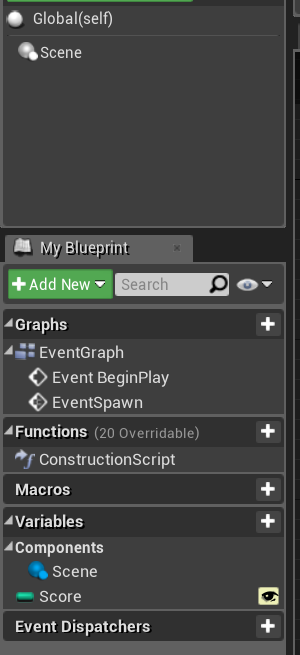 Global(self)
Scene
My Blueprint
Add New
Search
Graphs
EventGraph
Event BeginPlay
EventSpawn
Functions (20 Overridable)
ConstructionScript
Macros
Variables
Components
Scene
Score
Event Dispatchers